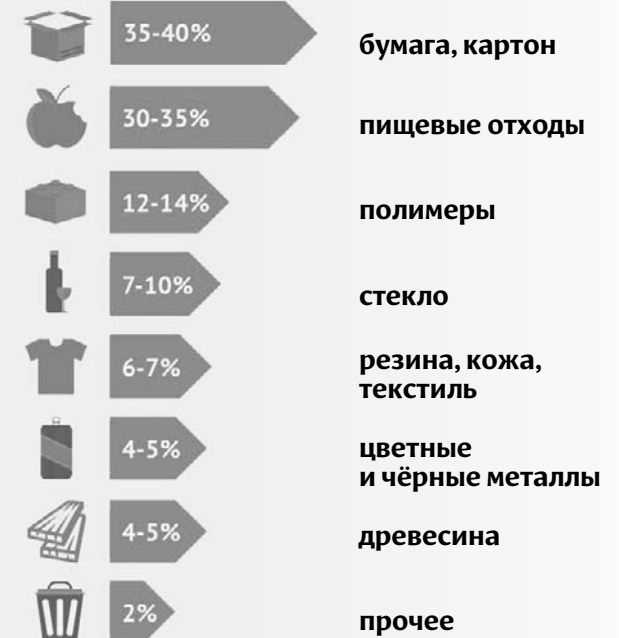 35-40%
бумага, картон
30-35%
пищевые отходы
12-14%
полимеры
7-10%
стекло
6-7%
резина, кожа,
текстиль
4-5%
цветные
и чёрные металлы
4-5%
древесина
2%
прочее